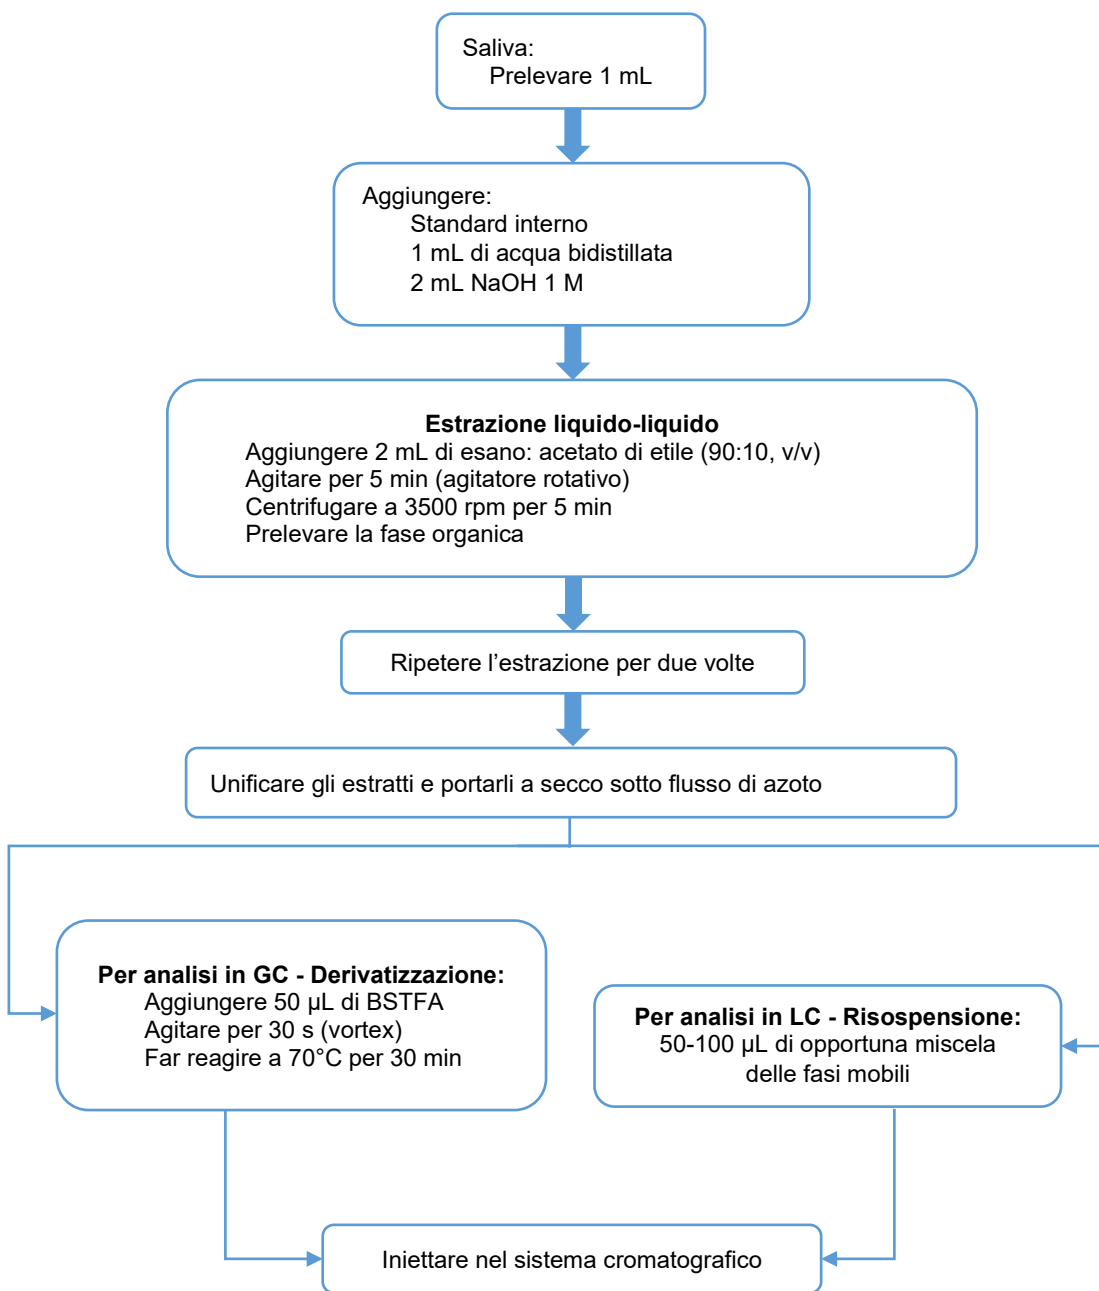 Saliva:
Prelevare 1 mL
Aggiungere:
Standard interno
1 mL di acqua bidistillata
2 mL NaOH 1 M
Estrazione liquido-liquido
Aggiungere 2 mL di esano: acetato di etile (90:10, v/v)
Agitare per 5 min (agitatore rotativo)
Centrifugare a 3500 rpm per 5 min
Prelevare la fase organica
Ripetere l’estrazione per due volte
Unificare gli estratti e portarli a secco sotto flusso di azoto
Per analisi in GC - Derivatizzazione:
Aggiungere 50 µL di BSTFA
Agitare per 30 s (vortex)
Far reagire a 70°C per 30 min
Per analisi in LC - Risospensione:
50-100 µL di opportuna miscela
delle fasi mobili
Iniettare nel sistema cromatografico